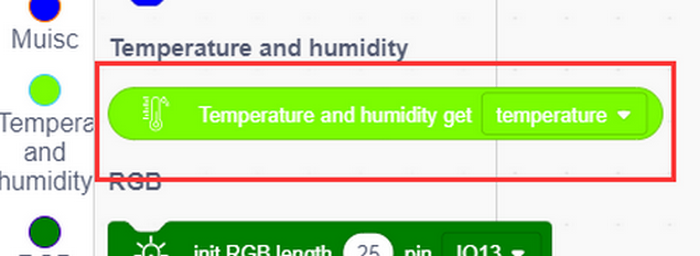 Muisc
Temperature and humidity
Temperature and humidity get temperature
Tempera
and
humidity
RGB
init RGB length 25 pin IO13